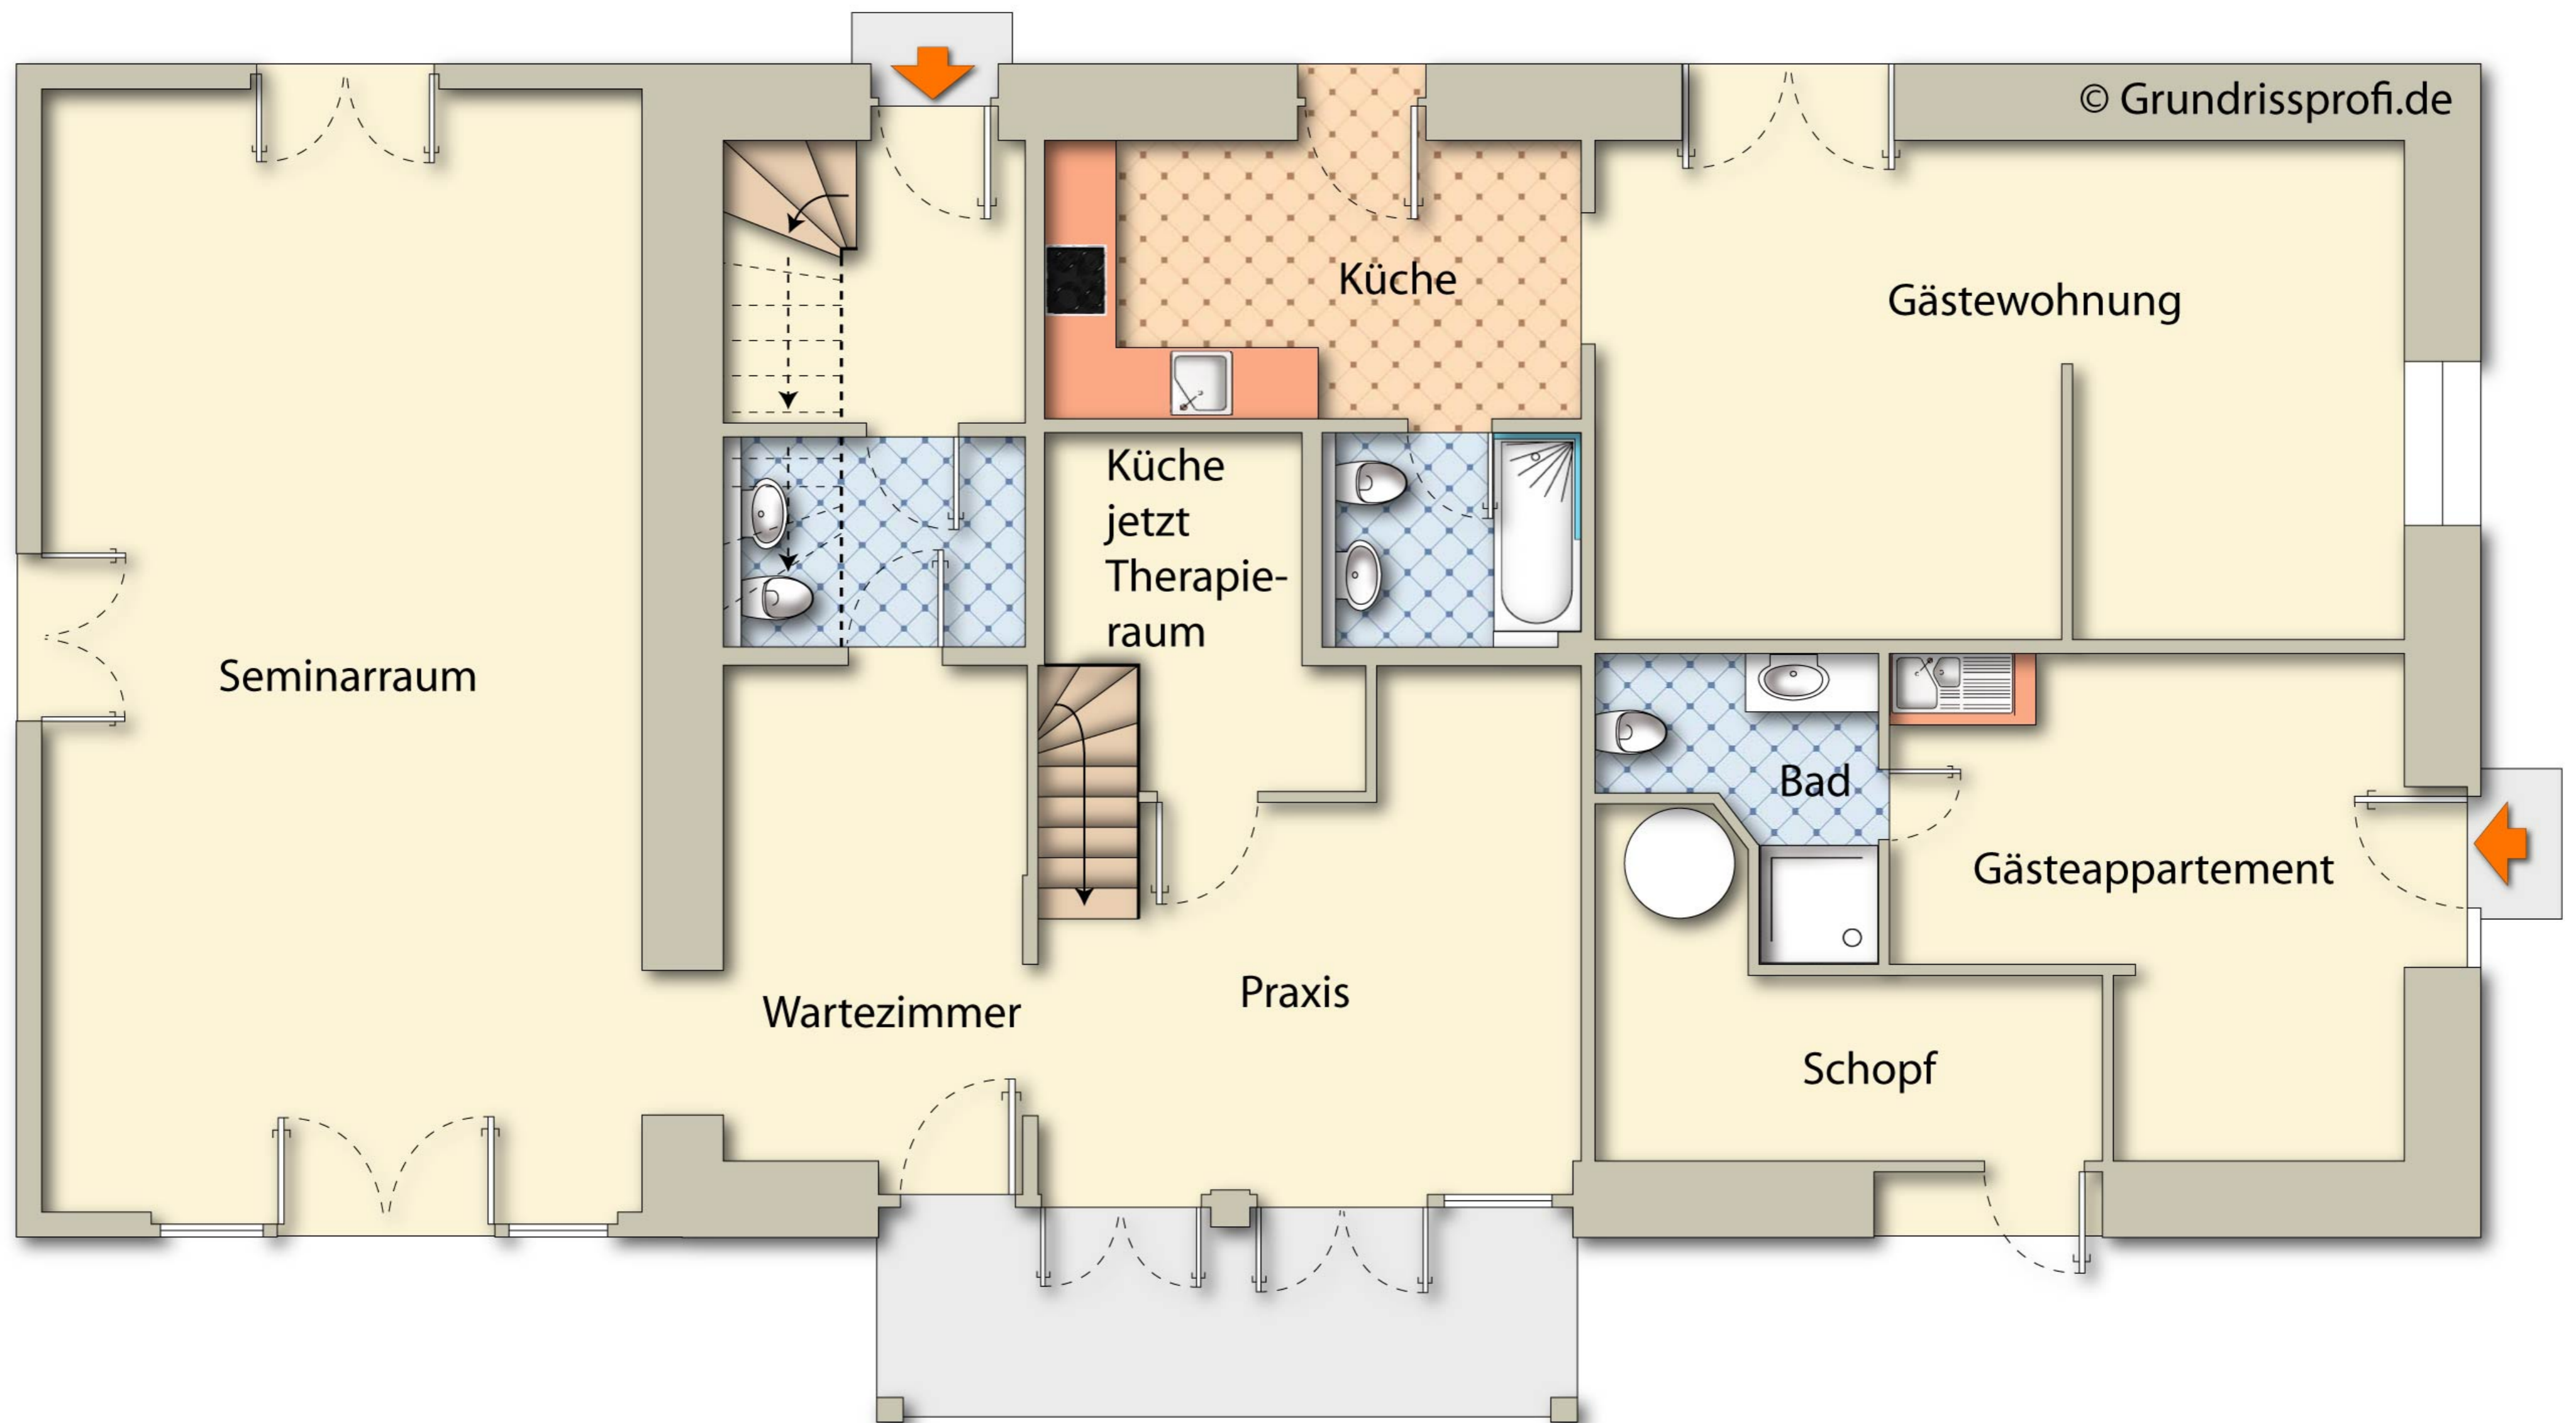 © Grundrissprofi.de
Küche
Gästewohnung
Küche
jetzt
Therapie-
raum
Seminarraum
Bad
Gästeappartement
Praxis
Wartezimmer
Schopf